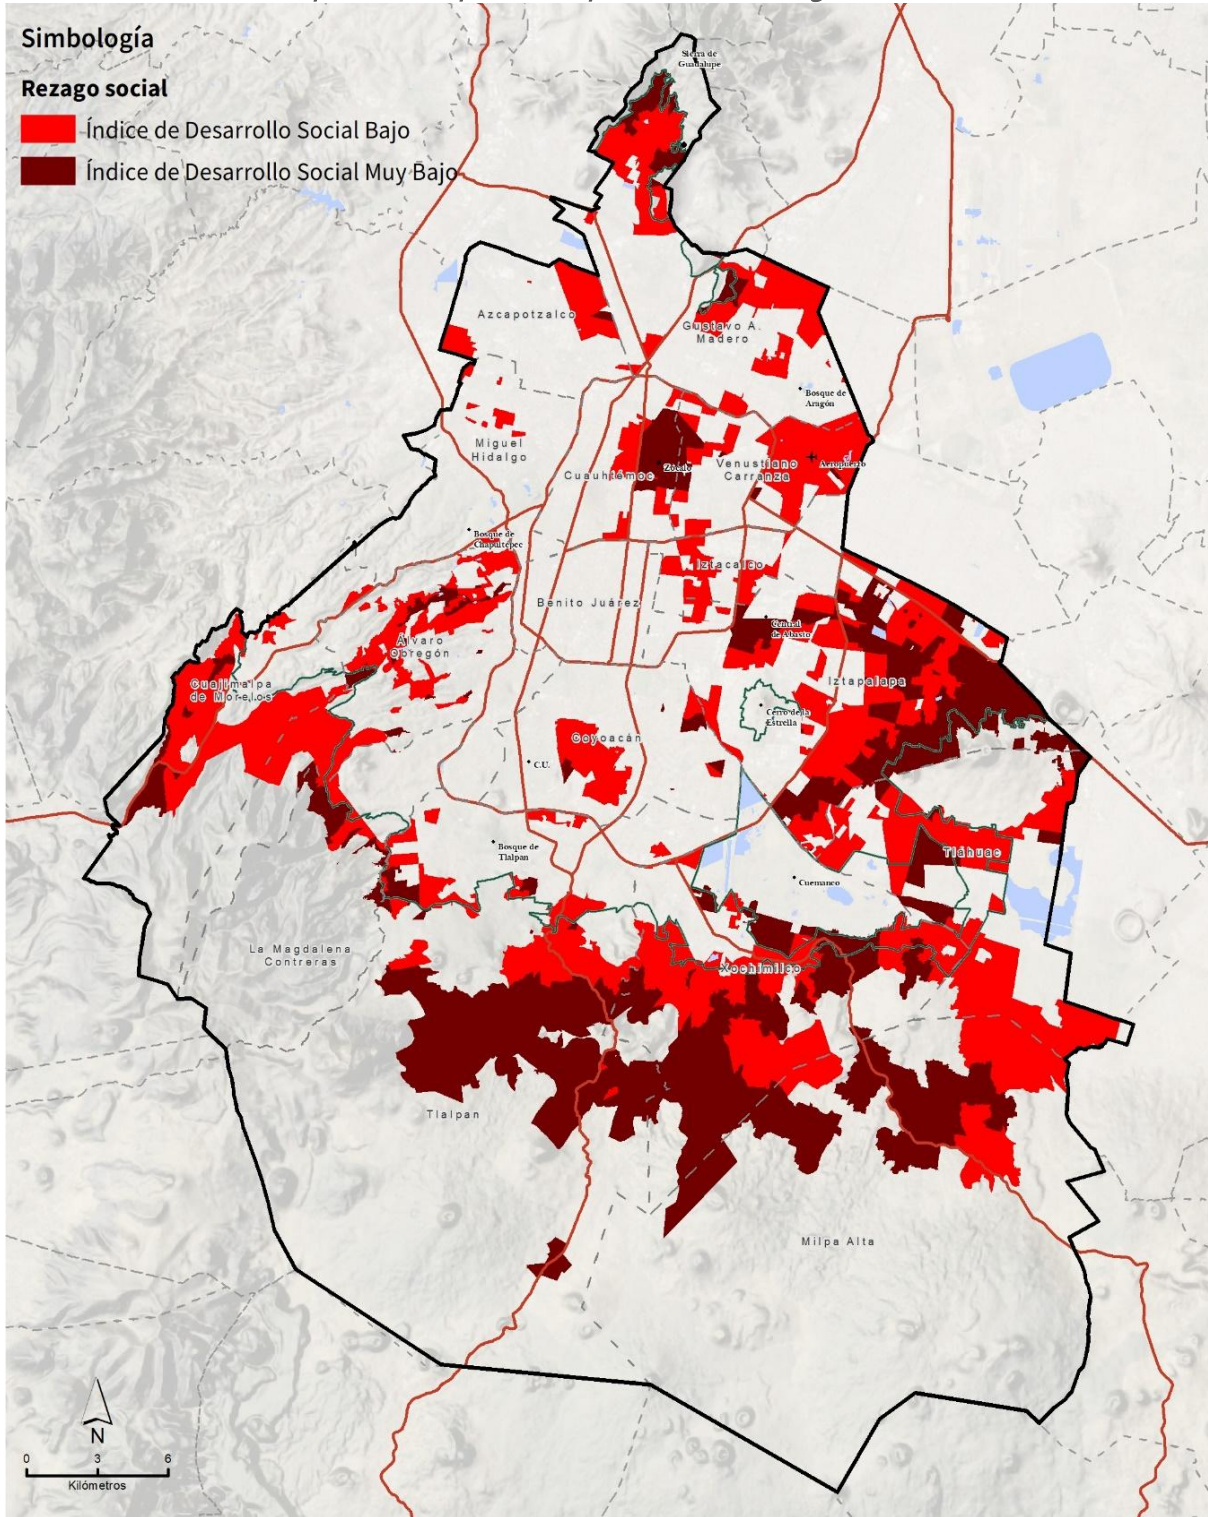 Simbología
Rezago social
Índice de Desarrollo Social Bajo
Índice de Desarrollo Social Muy Bajo
Sierra de
Guadalupe
Azcapotzalco
Gustavo A.
Madero
Bosque de
Aragón
Miguel
Hidalgo
Cuauhtémoc
Zócalo
Venustiano
Carranza
Aeropuerto
Bosque de
Chapultepec
Iztacalco
Benito Juárez
Central
de Abasto
Álvaro
Obregón
Cuajimalpa
de Morelos
Iztapalapa
Cerro de la
Estrella
Coyoacán
C.U.
Bosque de
Tlalpan
Tláhuac
Cuemanco
La Magdalena
Contreras
Xochimilco
Tlalpan
Milpa Alta
N
0 3 6
Kilómetros